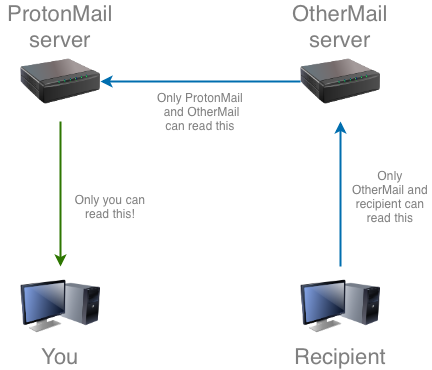 ProtonMail
server
OtherMail
server
Only ProtonMail
and OtherMail
can read this
Only you can
read this!
Only
OtherMail and
recipient can
read this
You
Recipient